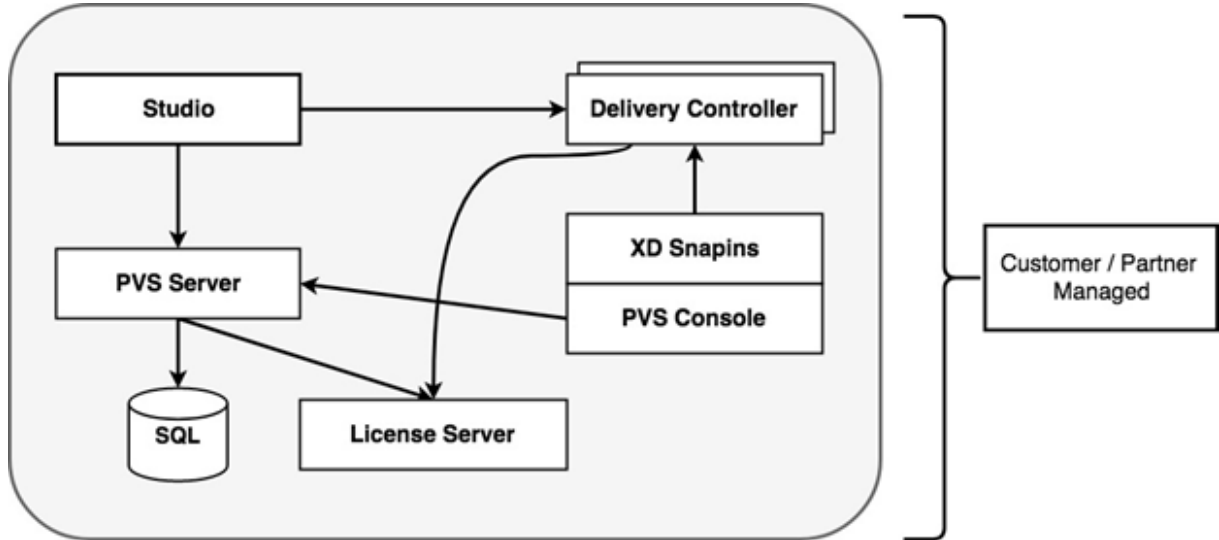 Studio
Delivery Controller
XD Snapins
PVS Server
PVS Console
SQL
License Server
Customer / Partner
Managed